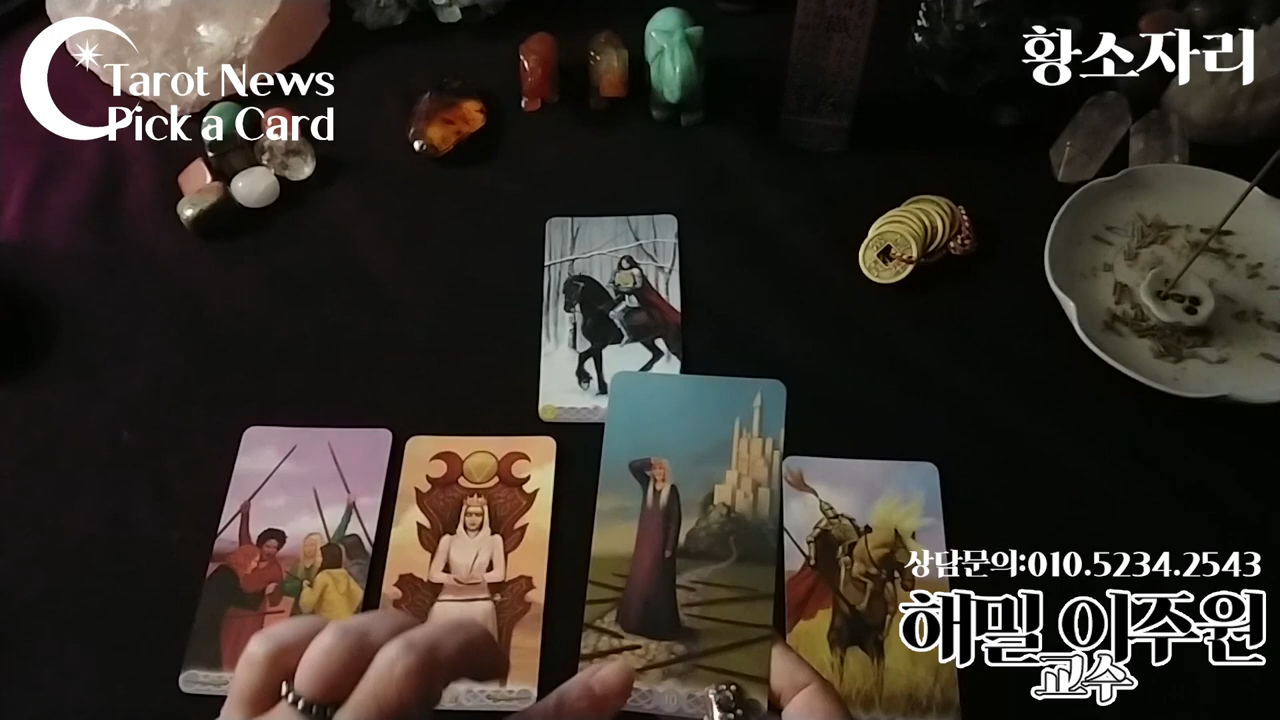 Tarot News
Pick a Card
황소자리
상담문의:010.5234.2543
해밀 이주원
교수